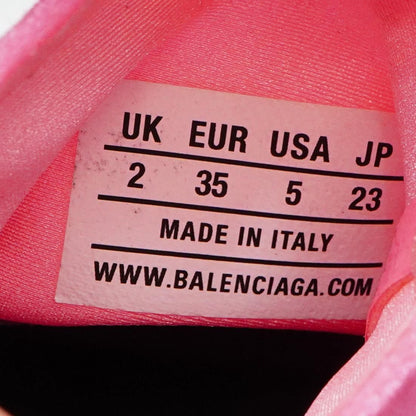 UK EUR USA JP
2 35 5 23
MADE IN ITALY
WWW.BALENCIAGA.COM